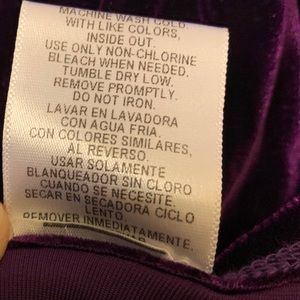 MACHINE WASH COLD,
WITH LIKE COLORS,
INSIDE OUT.
USE ONLY NON-CHLORINE
BLEACH WHEN NEEDED.
TUMBLE DRY LOW.
REMOVE PROMPTLY.
DO NOT IRON.
LAVAR EN LAVADORA
CON AGUA FRIA.
CON COLORES SIMILARES,
AL REVERSO.
USAR SOLAMENTE
BLANQUEADOR SIN CLORO
CUANDO SE NECESITE.
SECAR EN SECADORA CICLO
LENTO.
REMOVER INMEDIATAMENTE.